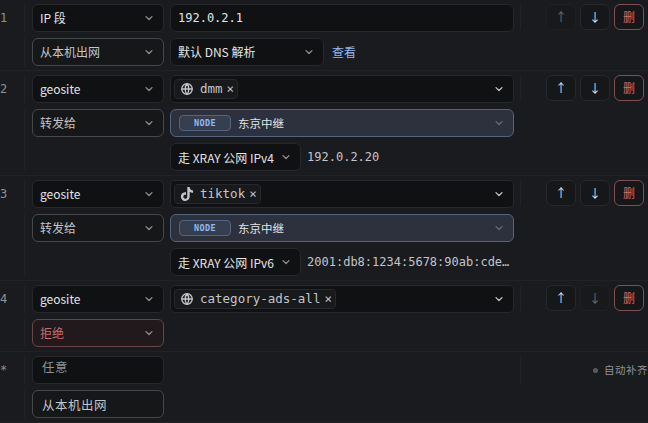 1 IP 段 192.0.2.1 ↑ ↓ 删
从本机出网 默认 DNS 解析 查看
2 geosite dmm × ↑ ↓ 删
转发给 NODE 东京中继
走 XRAY 公网 IPv4 192.0.2.20
3 geosite tiktok × ↑ ↓ 删
转发给 NODE 东京中继
走 XRAY 公网 IPv6 2001:db8:1234:5678:90ab:cde…
4 geosite category-ads-all × ↑ ↓ 删
拒绝
* 任意 自动补齐
从本机出网